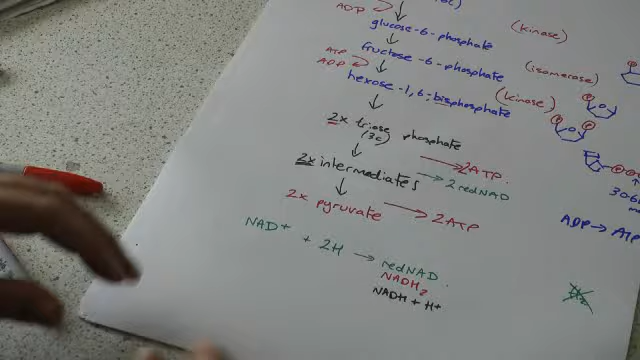 ADP
glucose-6-phosphate
(kinase)
ATP
fructose-6-phosphate
ADP
(isomerase)
hexose-1,6-bisphosphate
(kinase)
2x triose phosphate
(3c)
2x intermediates
2ATP.
2 redNAD
2x pyruvate
2ATP
ADP → ATP
NAD+ + 2H → redNAD.
NADH2
NADH + H+